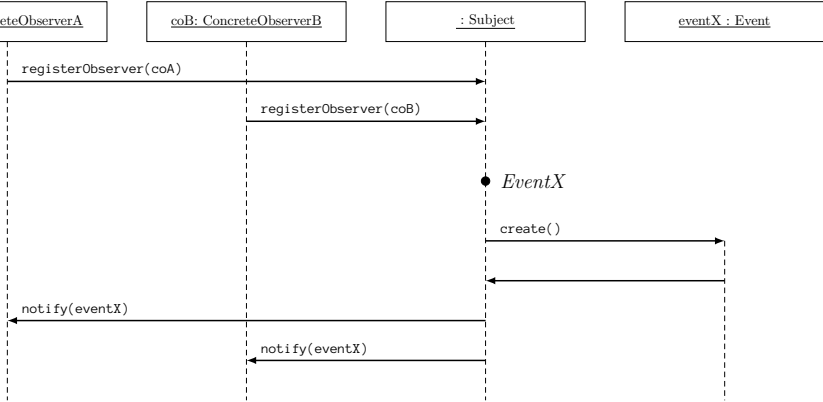 eteObserverA
coB: ConcreteObserverB
: Subject
eventX : Event
registerObserver(coA)
registerObserver(coB)
EventX
create()
notify(eventX)
notify(eventX)